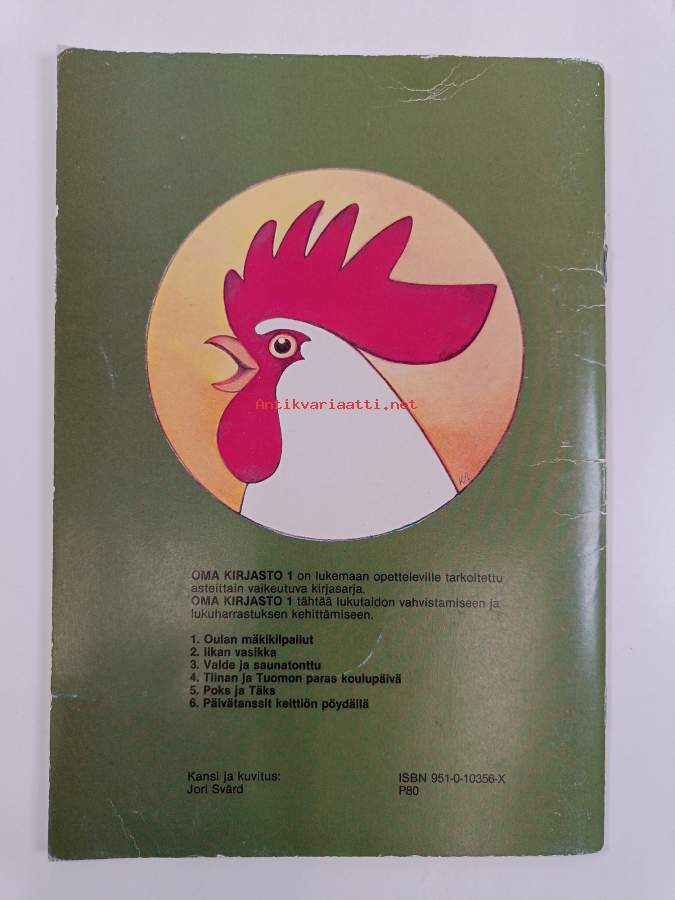 Antikvariaatti.net
OMA KIRJASTO 1 on lukemaan opetteleville tarkoitettu
asteittain vaikeutuva kirjasarja.
OMA KIRJASTO 1 tähtää lukutaidon vahvistamiseen ja
lukuharrastuksen kehittämiseen.
1. Oulan mäkikilpailut
2. Iikan vasikka
3. Valde ja saunatonttu
4. Tiinan ja Tuomon paras koulupäivä
5. Poks ja Täks
6. Päivätanssit keittiön pöydällä
Kansi ja kuvitus:
Jori Svärd
ISBN 951-0-10356-X
P80